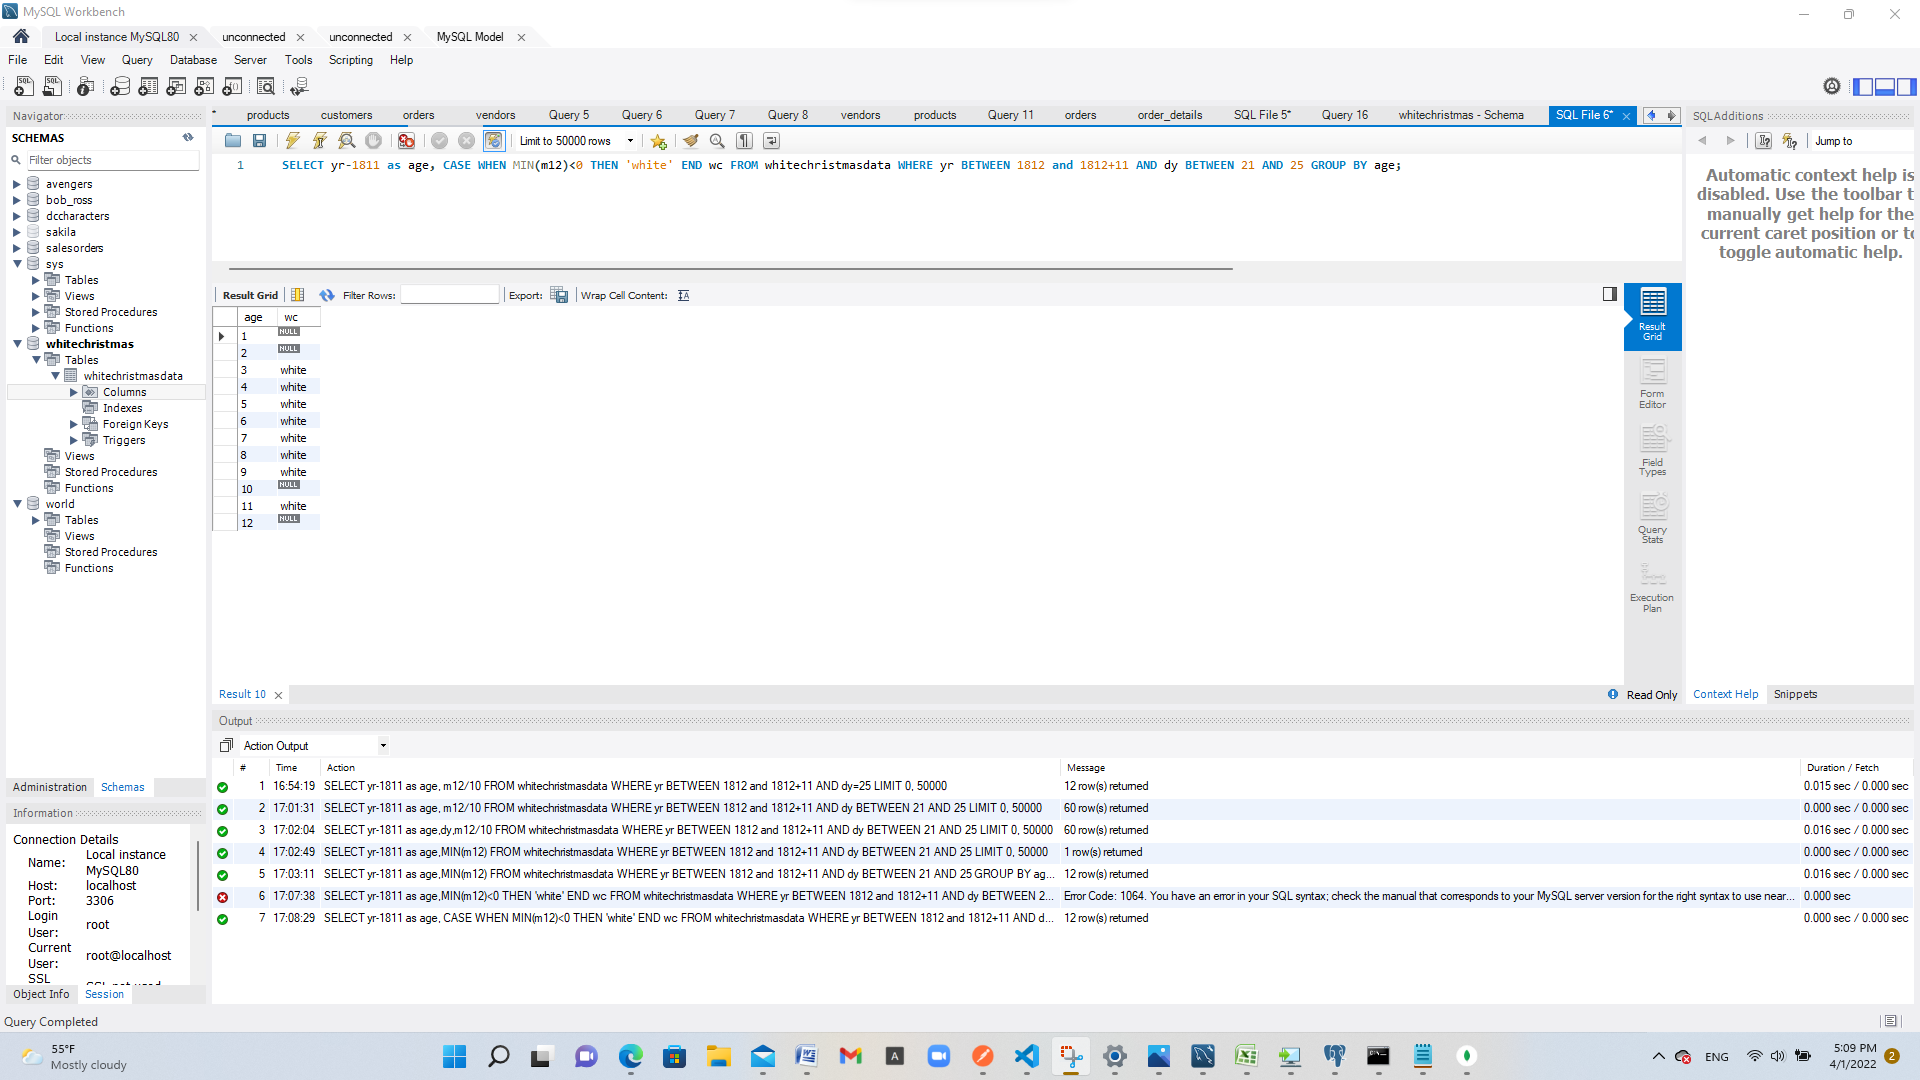 MySQL Workbench
Local instance MySQL80 unconnected unconnected MySQL Model
File Edit View Query Database Server Tools Scripting Help
Navigator
SCHEMAS
Filter objects
avengers
bob_ross
dccharacters
sakila
salesorders
sys
Tables
Views
Stored Procedures
Functions
whitechristmas
Tables
whitechristmasdata
Columns
Indexes
Foreign Keys
Triggers
Views
Stored Procedures
Functions
world
Tables
Views
Stored Procedures
Functions
Administration Schemas
Information
Connection Details
Name: Local instance MySQL80
Host: localhost
Port: 3306
Login User: root
Current User: root@localhost
SSL
Object Info Session
Query Completed
products customers orders vendors Query 5 Query 6 Query 7 Query 8 vendors products Query 11 orders order_details SQL File 5* Query 16 whitechristmas - Schema SQL File 6*
Limit to 50000 rows
1 SELECT yr-1811 as age, CASE WHEN MIN(m12)<0 THEN 'white' END wc FROM whitechristmasdata WHERE yr BETWEEN 1812 and 1812+11 AND dy BETWEEN 21 AND 25 GROUP BY age;
Result Grid Filter Rows: Export: Wrap Cell Content:
age wc
1 NULL
2 NULL
3 white
4 white
5 white
6 white
7 white
8 white
9 white
10 NULL
11 white
12 NULL
Result Grid
Form Editor
Field Types
Query Stats
Execution Plan
Result 10 Read Only
SQLAdditions
Jump to
Automatic context help is
disabled. Use the toolbar t
manually get help for the
current caret position or to
toggle automatic help.
Context Help Snippets
Output
Action Output
# Time Action Message Duration / Fetch
1 16:54:19 SELECT yr-1811 as age, m12/10 FROM whitechristmasdata WHERE yr BETWEEN 1812 and 1812+11 AND dy=25 LIMIT 0, 50000 12 row(s) returned 0.015 sec / 0.000 sec
2 17:01:31 SELECT yr-1811 as age, m12/10 FROM whitechristmasdata WHERE yr BETWEEN 1812 and 1812+11 AND dy BETWEEN 21 AND 25 LIMIT 0, 50000 60 row(s) returned 0.000 sec / 0.000 sec
3 17:02:04 SELECT yr-1811 as age,dy,m12/10 FROM whitechristmasdata WHERE yr BETWEEN 1812 and 1812+11 AND dy BETWEEN 21 AND 25 LIMIT 0, 50000 60 row(s) returned 0.016 sec / 0.000 sec
4 17:02:49 SELECT yr-1811 as age,MIN(m12) FROM whitechristmasdata WHERE yr BETWEEN 1812 and 1812+11 AND dy BETWEEN 21 AND 25 LIMIT 0, 50000 1 row(s) returned 0.000 sec / 0.000 sec
5 17:03:11 SELECT yr-1811 as age,MIN(m12) FROM whitechristmasdata WHERE yr BETWEEN 1812 and 1812+11 AND dy BETWEEN 21 AND 25 GROUP BY ag... 12 row(s) returned 0.016 sec / 0.000 sec
6 17:07:38 SELECT yr-1811 as age,MIN(m12)<0 THEN 'white' END wc FROM whitechristmasdata WHERE yr BETWEEN 1812 and 1812+11 AND dy BETWEEN 2... Error Code: 1064. You have an error in your SQL syntax; check the manual that corresponds to your MySQL server version for the right syntax to use near... 0.000 sec
7 17:08:29 SELECT yr-1811 as age, CASE WHEN MIN(m12)<0 THEN 'white' END wc FROM whitechristmasdata WHERE yr BETWEEN 1812 and 1812+11 AND d... 12 row(s) returned 0.000 sec / 0.000 sec
55°F
Mostly cloudy
ENG
5:09 PM
4/1/2022
2